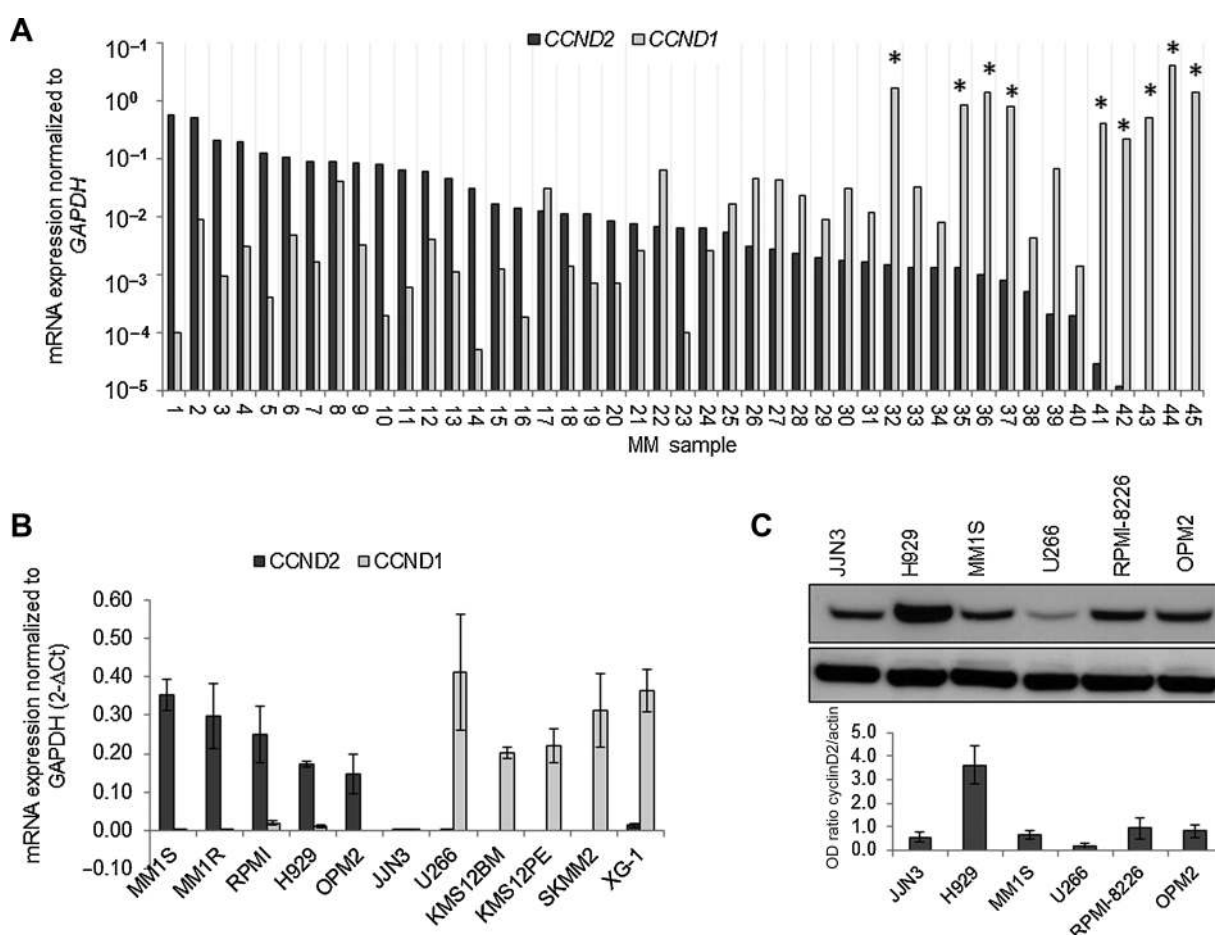 A
CCND2 CCND1
mRNA expression normalized to
GAPDH
10⁻¹
10⁰
10⁻¹
10⁻²
10⁻³
10⁻⁴
10⁻⁵
* * * * * * * * *
1 2 3 4 5 6 7 8 9 10 11 12 13 14 15 16 17 18 19 20 21 22 23 24 25 26 27 28 29 30 31 32 33 34 35 36 37 38 39 40 41 42 43 44 45
MM sample
B
CCND2 CCND1
mRNA expression normalized to
GAPDH (2-ΔCt)
0.60
0.50
0.40
0.30
0.20
0.10
0.00
−0.10
MM1S MM1R RPMI H929 OPM2 JJN3 U266 KMS12BM KMS12PE SKMM2 XG-1
C
JJN3 H929 MM1S U266 RPMI-8226 OPM2
OD ratio cyclinD2/actin
5.0
4.0
3.0
2.0
1.0
0.0
JJN3 H929 MM1S U266 RPMI-8226 OPM2